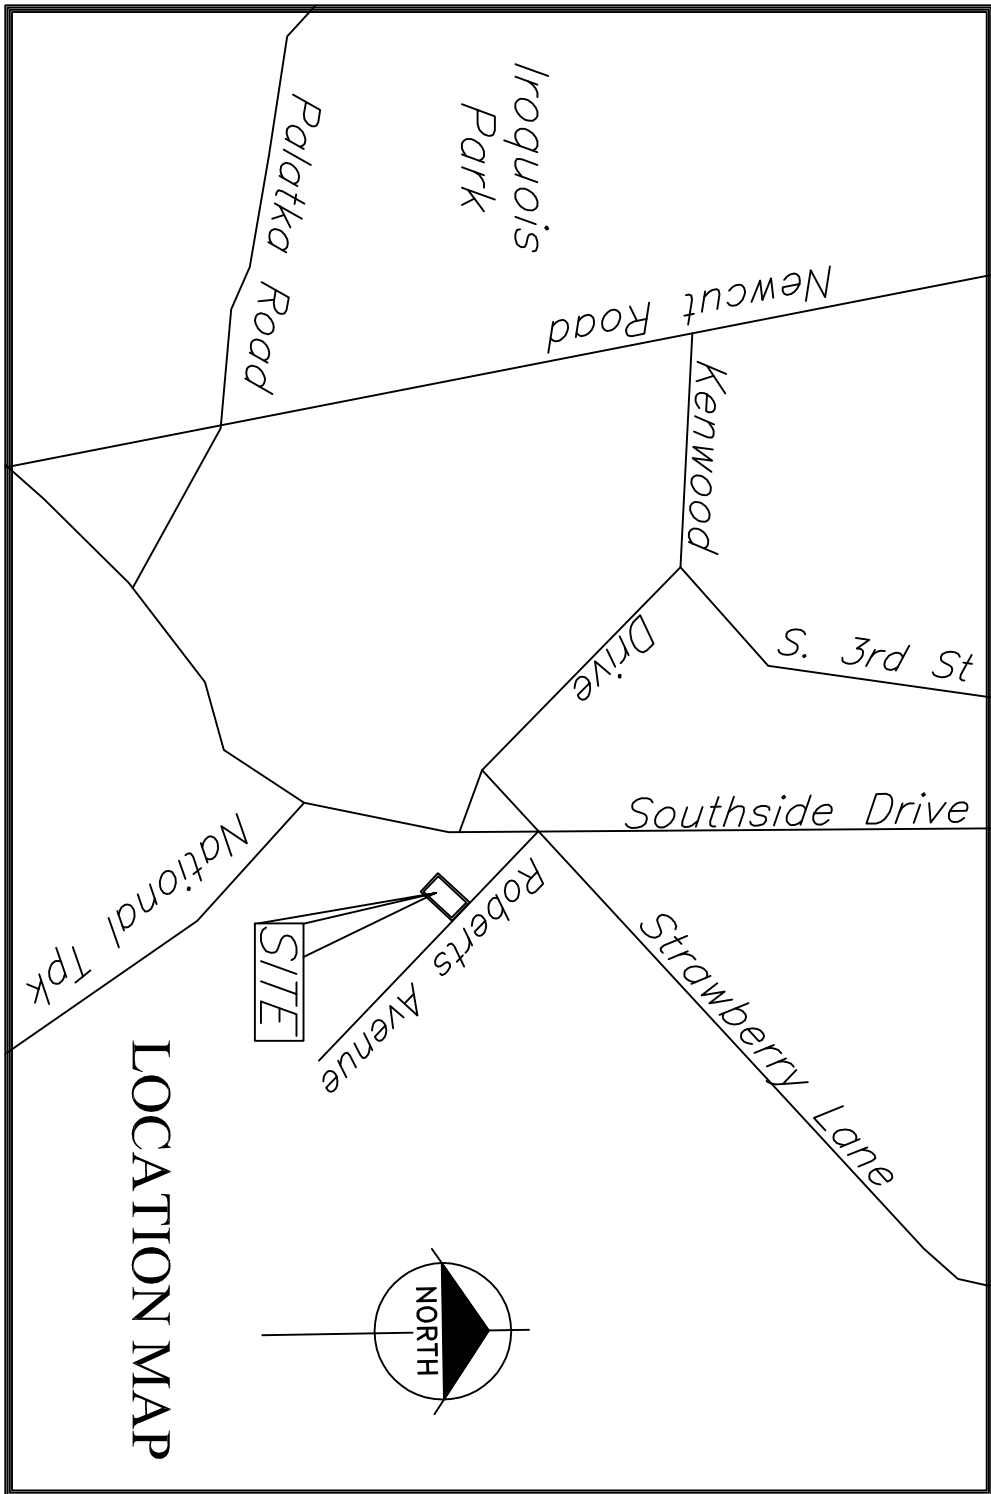 Iroquois
Park
Palatka Road
Newcut Road
Kenwood
Drive
S. 3rd St
Southside Drive
Strawberry Lane
Roberts Avenue
National Tpk
SITE
NORTH
LOCATION MAP